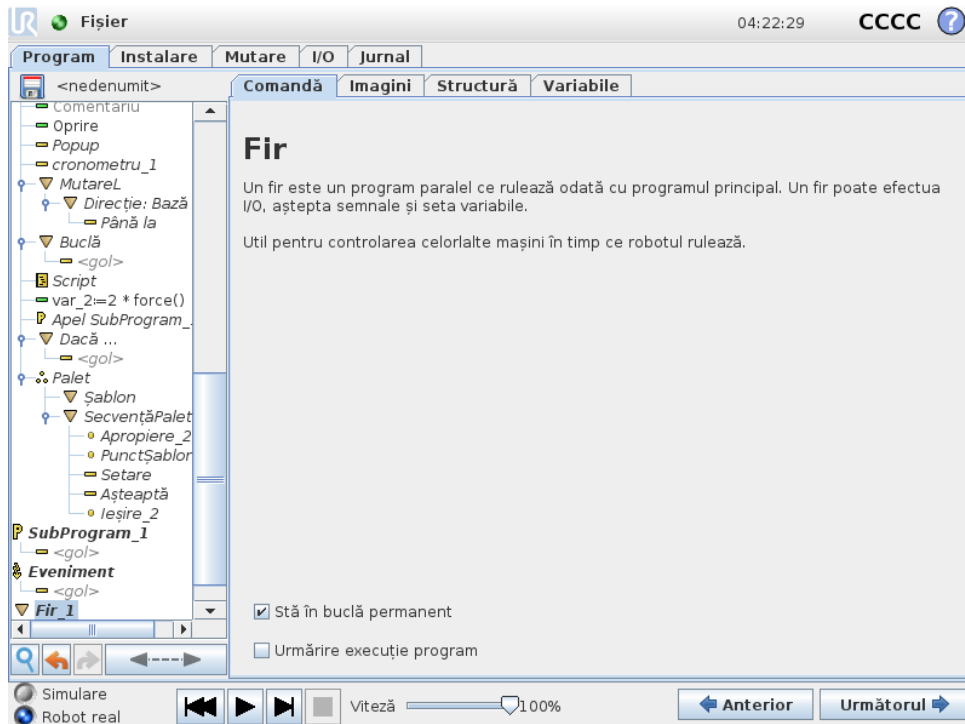 UR Fișier 04:22:29 CCCC ?
Program Instalare Mutare I/O Jurnal
<nedenumit>
Comandă Imagini Structură Variabile
Comentariu
Oprire
Popup
cronometru_1
MutareL
Direcție: Bază
Până la
Buclă
<gol>
Script
var_2:=2 * force()
P Apel SubProgram_
Dacă ...
<gol>
Palet
Șablon
SecvențăPalet
Apropiere_2
PunctȘablon
Setare
Așteaptă
Ieșire_2
P SubProgram_1
<gol>
Eveniment
<gol>
Fir_1
Fir
Un fir este un program paralel ce rulează odată cu programul principal. Un fir poate efectua
I/O, aștepta semnale și seta variabile.
Util pentru controlarea celorlalte mașini în timp ce robotul rulează.
Stă în buclă permanent
Urmărire execuție program
Simulare
Robot real
Viteză 100%
Anterior Următorul